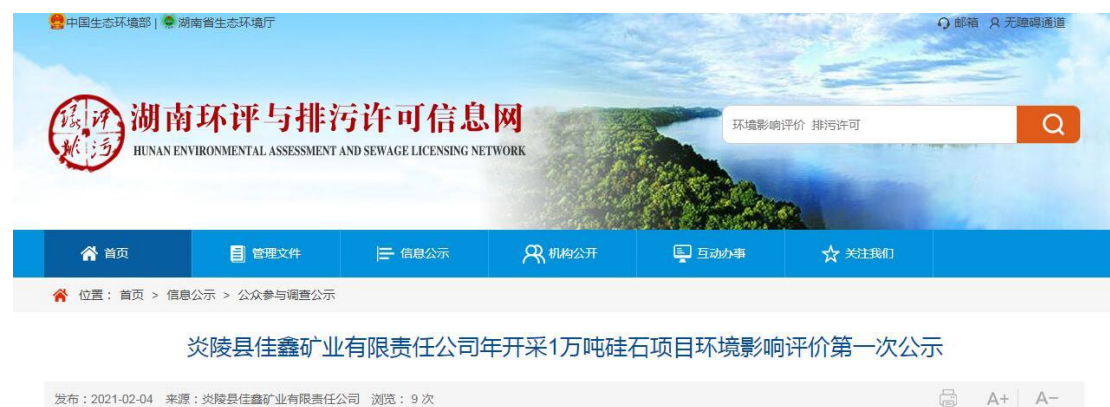 中国生态环境部 | 湖南省生态环境厅 邮箱 无障碍通道
湖南环评与排污许可信息网
HUNAN ENVIRONMENTAL ASSESSMENT AND SEWAGE LICENSING NETWORK
环境影响评价 排污许可
首页 管理文件 信息公示 机构公开 互动办事 关注我们
位置： 首页 > 信息公示 > 公众参与调查公示
炎陵县佳鑫矿业有限责任公司年开采1万吨硅石项目环境影响评价第一次公示
发布：2021-02-04 来源：炎陵县佳鑫矿业有限责任公司 浏览： 9 次 A+ A-